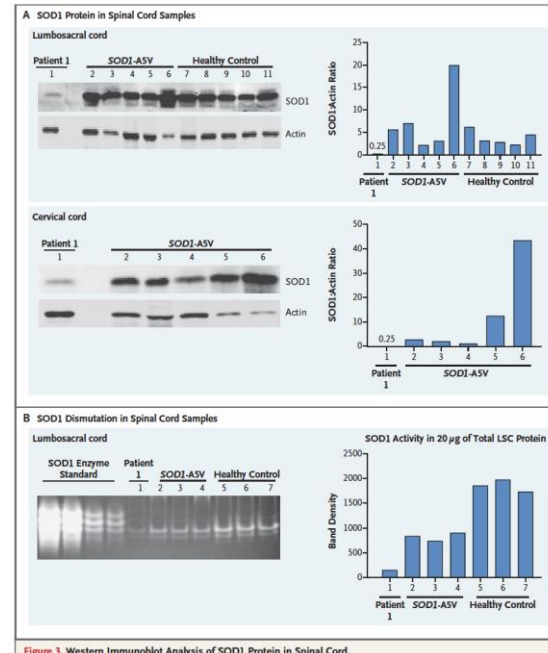 A SOD1 Protein in Spinal Cord Samples
Lumbosacral cord
Patient 1 SOD1-A5V Healthy Control
1 2 3 4 5 6 7 8 9 10 11
SOD1
Actin
SOD1:Actin Ratio
25
20
15
10
5
0
0.25
1 2 3 4 5 6 7 8 9 10 11
Patient 1 SOD1-A5V Healthy Control
Cervical cord
Patient 1 SOD1-A5V
1 2 3 4 5 6
SOD1
Actin
SOD1:Actin Ratio
50
40
30
20
10
0
0.25
1 2 3 4 5 6
Patient 1 SOD1-A5V
B SOD1 Dismutation in Spinal Cord Samples
Lumbosacral cord
SOD1 Enzyme Standard Patient 1 SOD1-A5V Healthy Control
1 2 3 4 5 6 7
SOD1 Activity in 20 µg of Total LSC Protein
Band Density
2500
2000
1500
1000
500
0
1 2 3 4 5 6 7
Patient 1 SOD1-A5V Healthy Control
Figure 3. Western Immunoblot Analysis of SOD1 Protein in Spinal Cord.